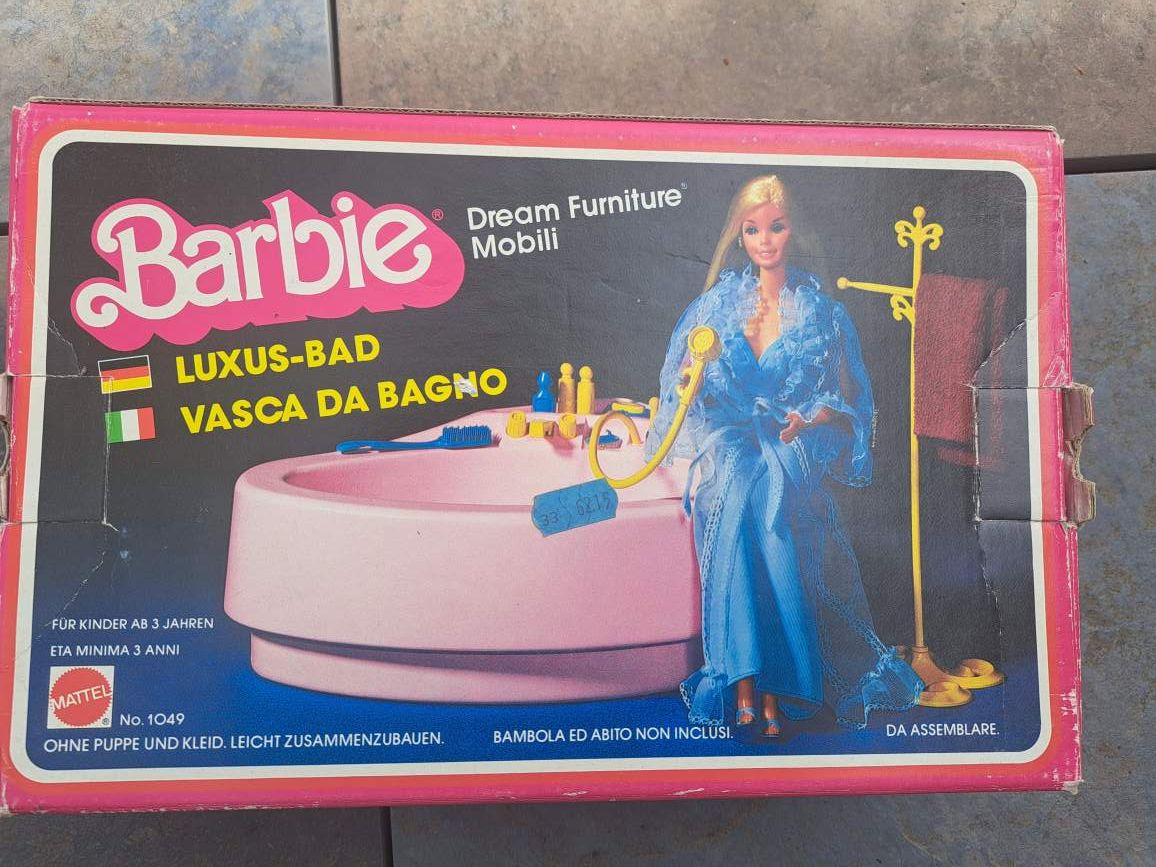 Barbie®
Dream Furniture®
Mobili
LUXUS-BAD
VASCA DA BAGNO
FÜR KINDER AB 3 JAHREN
ETA MINIMA 3 ANNI
MATTEL®
No. 1049
OHNE PUPPE UND KLEID. LEICHT ZUSAMMENZUBAUEN.
BAMBOLA ED ABITO NON INCLUSI.
DA ASSEMBLARE.